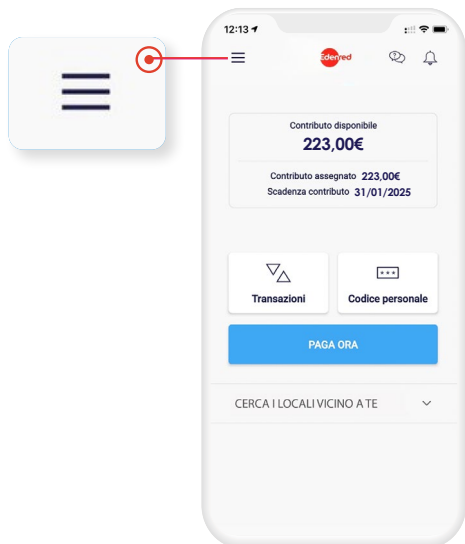 12:13
Edenred
Contributo disponibile
223,00€
Contributo assegnato 223,00€
Scadenza contributo 31/01/2025
Transazioni
Codice personale
PAGA ORA
CERCA I LOCALI VICINO A TE